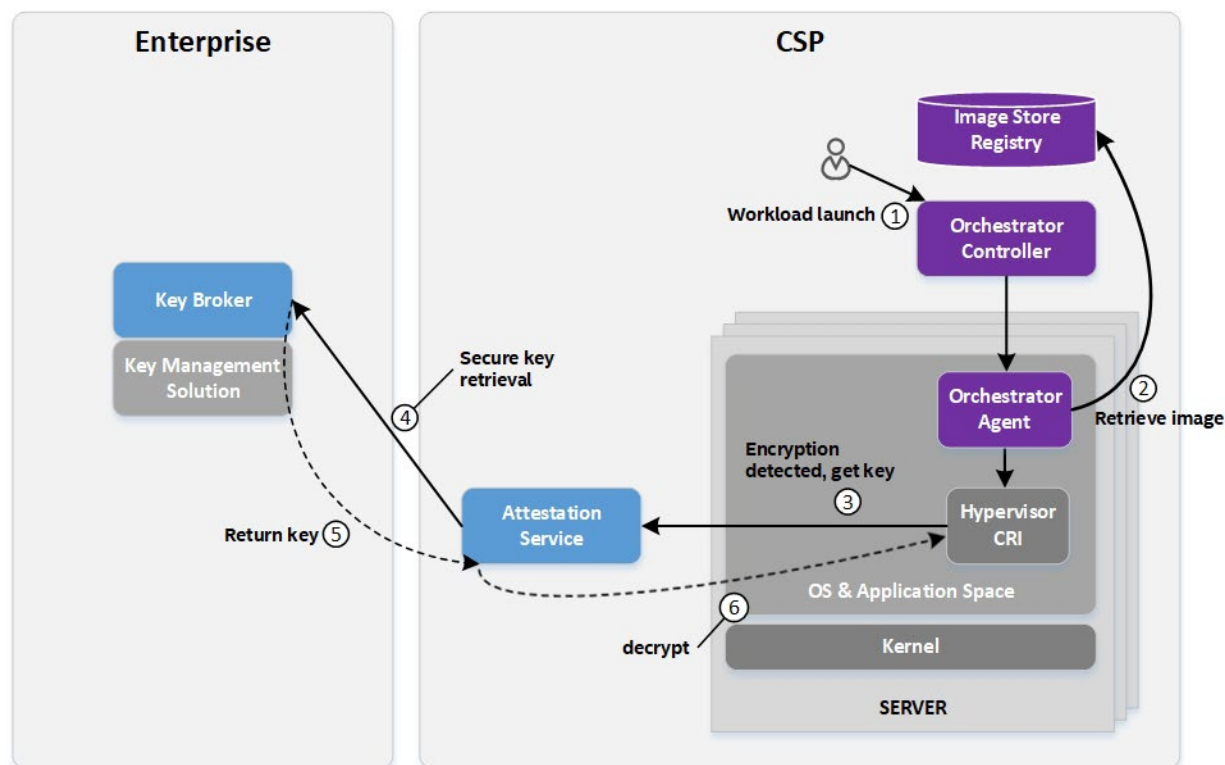 Enterprise
CSP
Image Store
Registry
Workload launch 1
Orchestrator
Controller
Key Broker
Key Management
Solution
Secure key
retrieval
4
Orchestrator
Agent
2
Retrieve image
Encryption
detected, get key
3
Attestation
Service
Hypervisor
CRI
Return key 5
OS & Application Space
6
decrypt
Kernel
SERVER